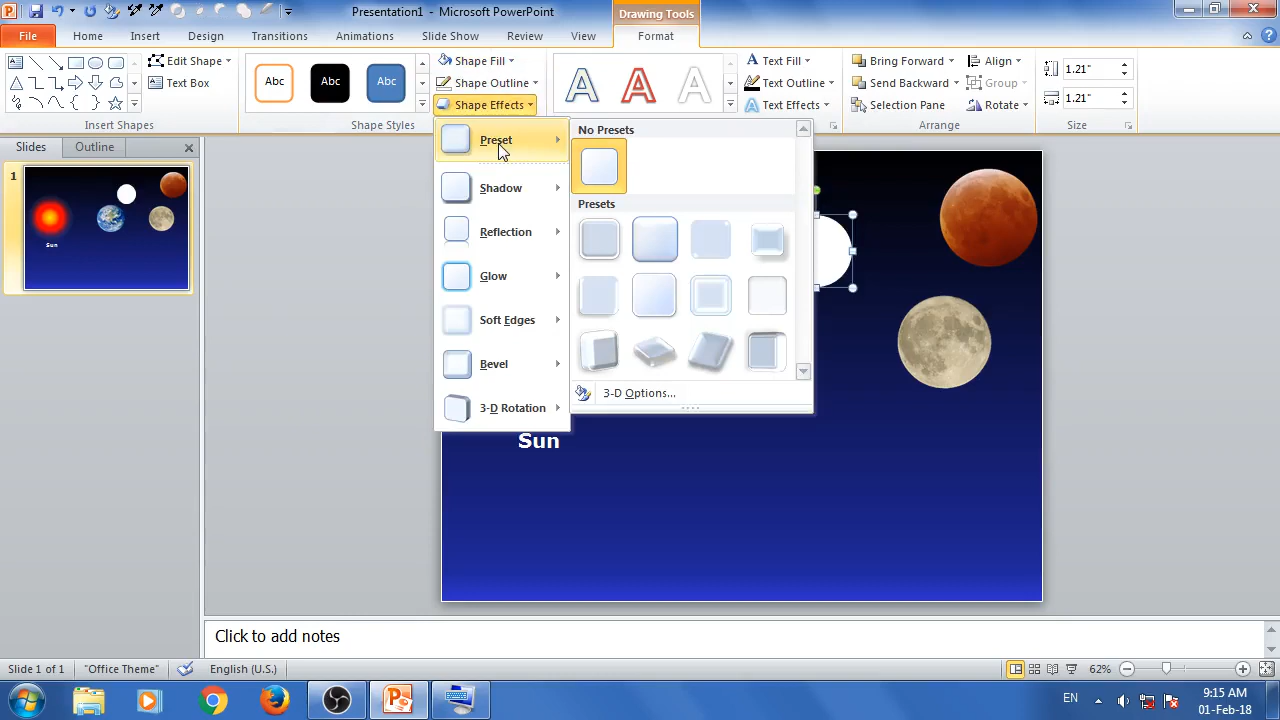 Presentation1 - Microsoft PowerPoint
Drawing Tools
File
Home
Insert
Design
Transitions
Animations
Slide Show
Review
View
Format
Edit Shape
Text Box
Insert Shapes
Abc
Abc
Abc
Shape Styles
Shape Fill
Shape Outline
Shape Effects
A
A
A
Text Fill
Text Outline
Text Effects
Bring Forward
Send Backward
Selection Pane
Align
Group
Rotate
Arrange
1.21"
1.21"
Size
Slides
Outline
1
Sun
Preset
Shadow
Reflection
Glow
Soft Edges
Bevel
3-D Rotation
No Presets
Presets
3-D Options...
Sun
Click to add notes
Slide 1 of 1
"Office Theme"
English (U.S.)
62%
EN
9:15 AM
01-Feb-18